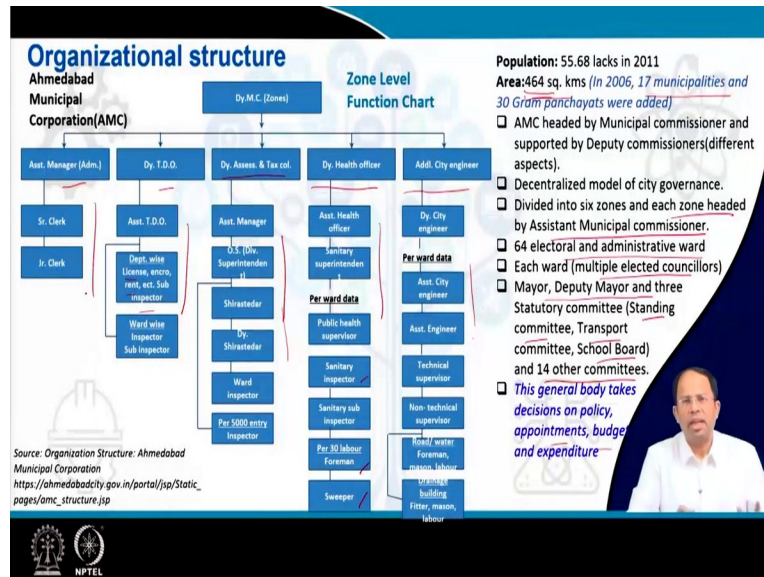 Organizational structure
Ahmedabad
Municipal
Corporation(AMC)
Zone Level
Function Chart
Dy.M.C. (Zones)
Asst. Manager (Adm.)
Sr. Clerk
Jr. Clerk
Dy. T.D.O.
Asst. T.D.O.
Dept. wise
License, encro,
rent, ect. Sub
inspector
Ward wise
Inspector
Sub Inspector
Dy. Assess. & Tax col.
Asst. Manager
O.S. (Div.
Superintenden
t)
Shirastedar
Dy.
Shirastedar
Ward
inspector
Per 5000 entry
Inspector
Dy. Health officer
Asst. Health
officer
Sanitary
superintenden
t
Per ward data
Public health
supervisor
Sanitary
inspector
Sanitary sub
inspector
Per 30 labour
Foreman
Sweeper
Addl. City engineer
Dy. City
engineer
Per ward data
Asst. City
engineer
Asst. Engineer
Technical
supervisor
Non- technical
supervisor
Road/ water
Foreman,
mason, labour
Drainage
building
Fitter, mason,
labour
Source: Organization Structure: Ahmedabad
Municipal Corporation
https://ahmedabadcity.gov.in/portal/jsp/Static_
pages/amc_structure.jsp
Population: 55.68 lacks in 2011
Area:464 sq. kms (In 2006, 17 municipalities and
30 Gram panchayats were added)
❑ AMC headed by Municipal commissioner and
supported by Deputy commissioners(different
aspects).
❑ Decentralized model of city governance.
❑ Divided into six zones and each zone headed
by Assistant Municipal commissioner.
❑ 64 electoral and administrative ward
❑ Each ward (multiple elected councillors)
❑ Mayor, Deputy Mayor and three
Statutory committee (Standing
committee, Transport
committee, School Board)
and 14 other committees.
❑ This general body takes
decisions on policy,
appointments, budget
and expenditure
NPTEL